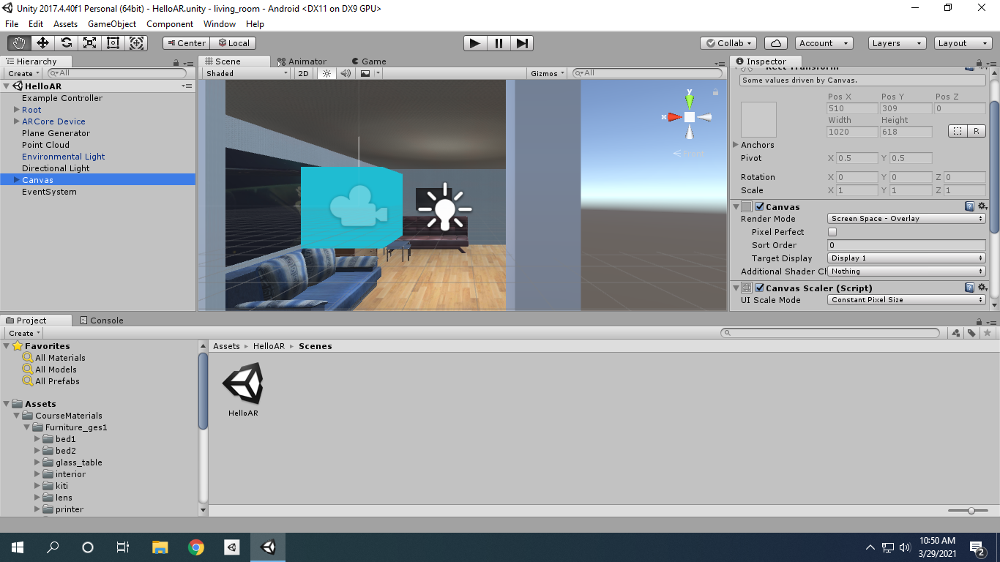 Unity 2017.4.40f1 Personal (64bit) - HelloAR.unity - living_room - Android <DX11 on DX9 GPU>
File Edit Assets GameObject Component Window Help
Center Local Collab Account Layers Layout
Hierarchy
Create All
HelloAR
Example Controller
Root
ARCore Device
Plane Generator
Point Cloud
Environmental Light
Directional Light
Canvas
EventSystem
Scene Animator Game
Shaded 2D Gizmos All
y
x
Front
Inspector
Rect Transform
Some values driven by Canvas.
Pos X Pos Y Pos Z
510 309 0
Width Height
1020 618
R
Anchors
Pivot X 0.5 Y 0.5
Rotation X 0 Y 0 Z 0
Scale X 1 Y 1 Z 1
Canvas
Render Mode Screen Space - Overlay
Pixel Perfect
Sort Order 0
Target Display Display 1
Additional Shader Ch Nothing
Canvas Scaler (Script)
UI Scale Mode Constant Pixel Size
Project Console
Create
Favorites
All Materials
All Models
All Prefabs
Assets
CourseMaterials
Furniture_ges1
bed1
bed2
glass_table
interior
kiti
lens
printer
Assets HelloAR Scenes
HelloAR
10:50 AM
3/29/2021
2